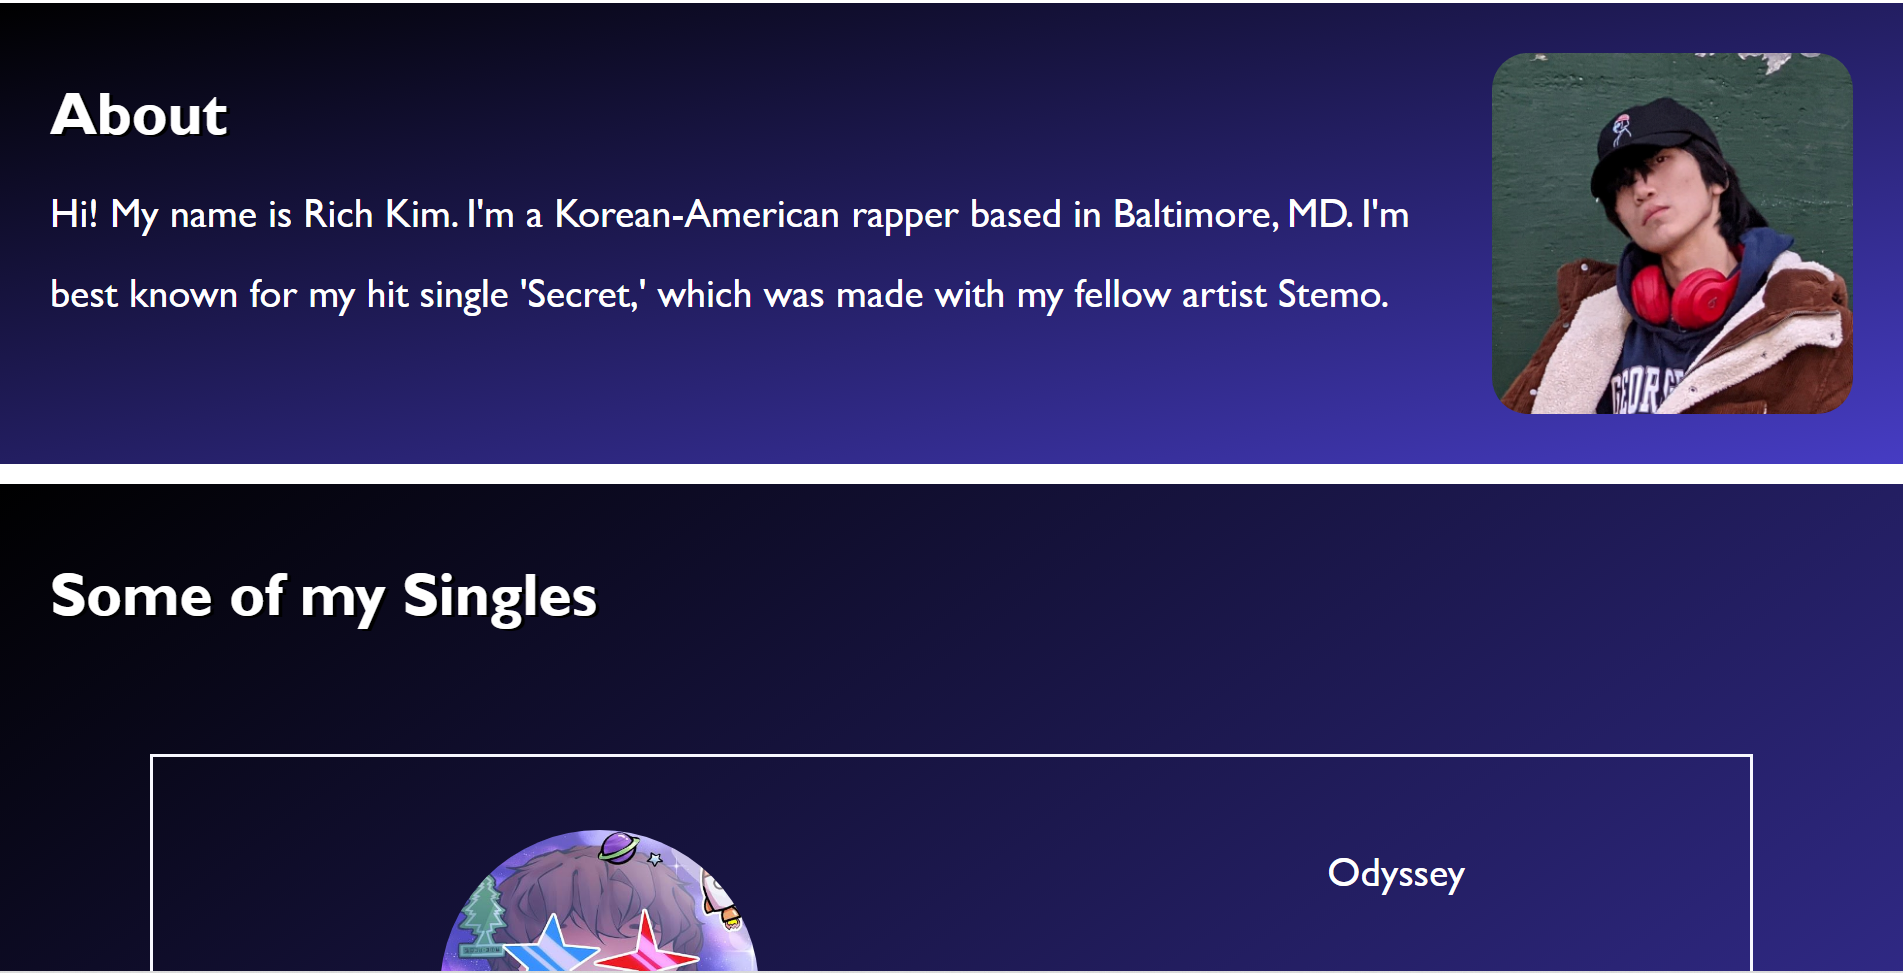 About
Hi! My name is Rich Kim. I'm a Korean-American rapper based in Baltimore, MD. I'm
best known for my hit single 'Secret,' which was made with my fellow artist Stemo.
GEORGE
Some of my Singles
Odyssey